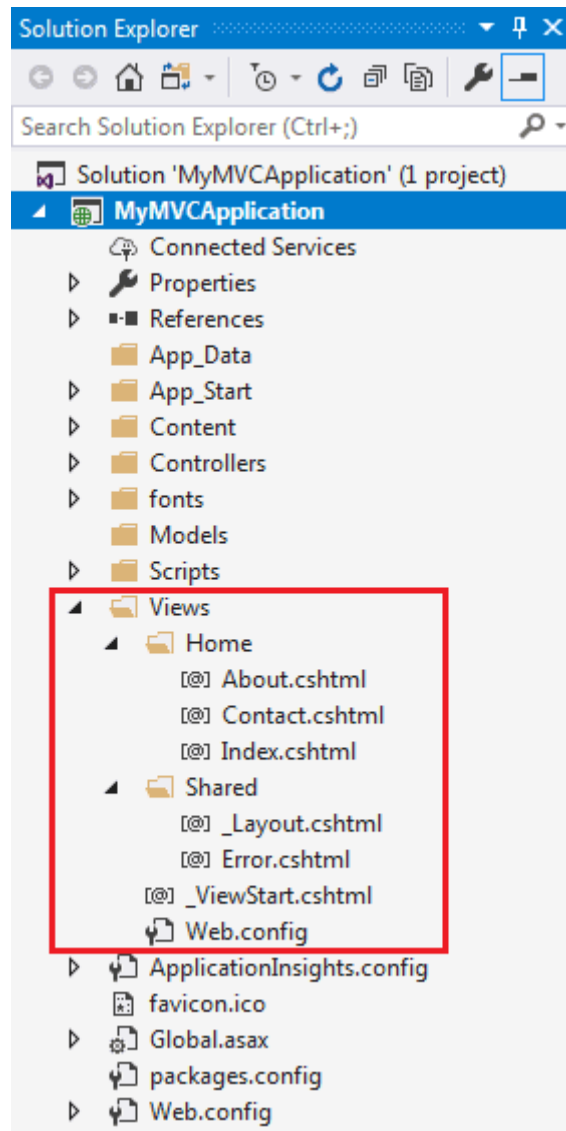 Solution Explorer
Search Solution Explorer (Ctrl+;)
Solution 'MyMVCApplication' (1 project)
MyMVCApplication
Connected Services
Properties
References
App_Data
App_Start
Content
Controllers
fonts
Models
Scripts
Views
Home
[@] About.cshtml
[@] Contact.cshtml
[@] Index.cshtml
Shared
[@] _Layout.cshtml
[@] Error.cshtml
[@] _ViewStart.cshtml
Web.config
ApplicationInsights.config
favicon.ico
Global.asax
packages.config
Web.config